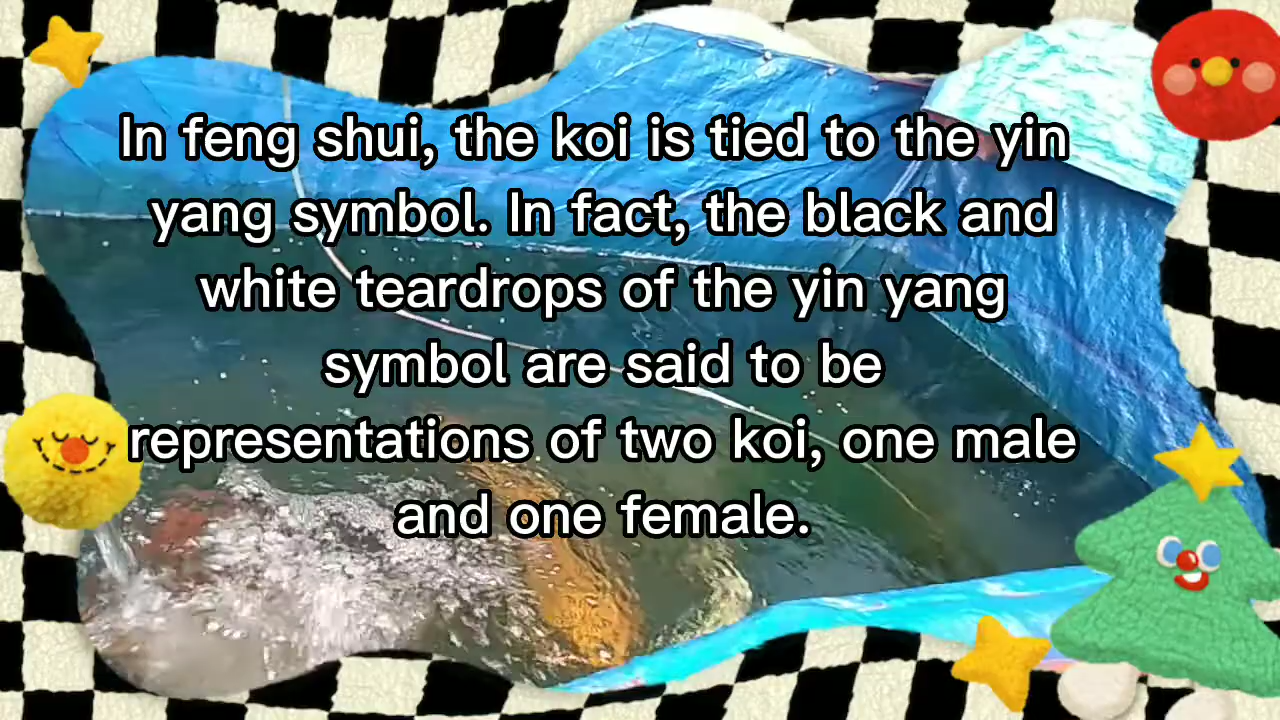 In feng shui, the koi is tied to the yin
yang symbol. In fact, the black and
white teardrops of the yin yang
symbol are said to be
representations of two koi, one male
and one female.